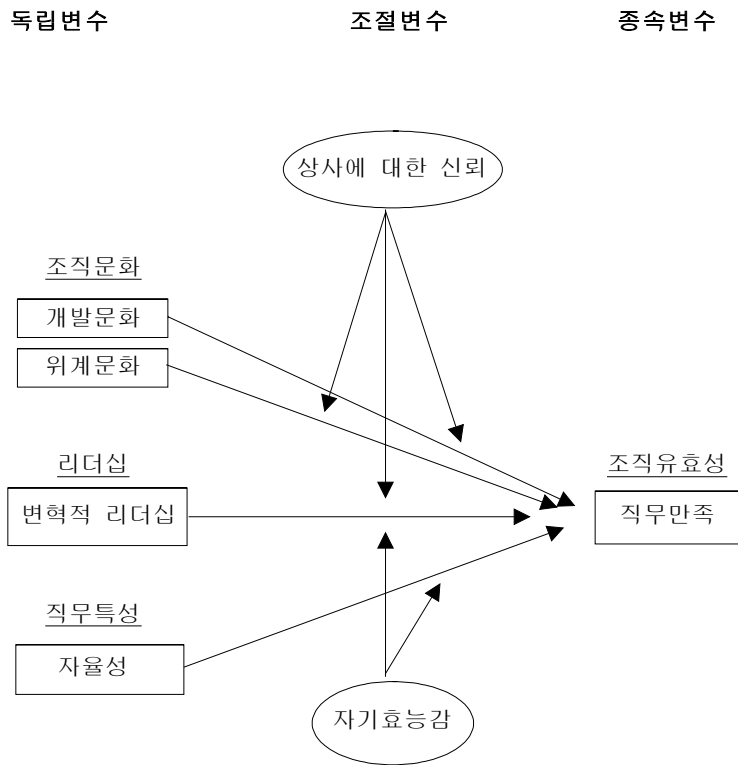 독립변수 조절변수 종속변수
상사에 대한 신뢰
조직문화
개발문화
위계문화
리더십
변혁적 리더십
조직유효성
직무만족
직무특성
자율성
자기효능감